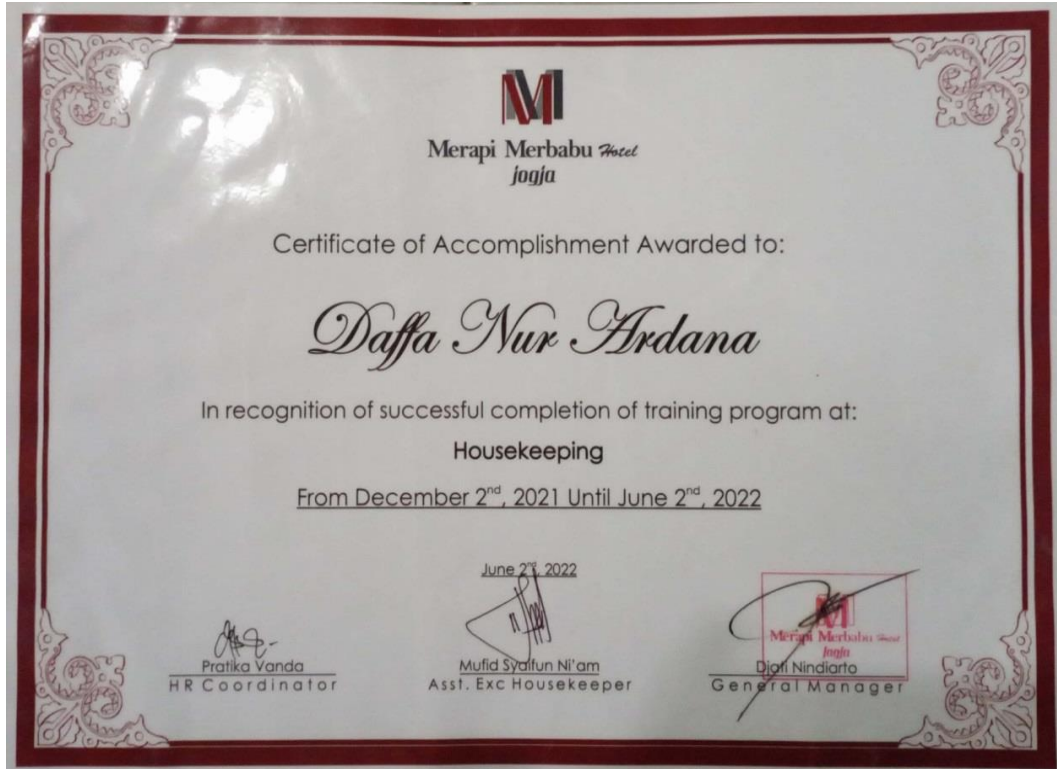 Merapi Merbabu Hotel
jogja
Certificate of Accomplishment Awarded to:
Daffa Nur Ardana
In recognition of successful completion of training program at:
Housekeeping
From December 2nd, 2021 Until June 2nd, 2022
June 2nd, 2022
Pratika Vanda
HR Coordinator
Mufid Syaifun Ni'am
Asst. Exc Housekeeper
Merapi Merbabu Hotel
jogja
Djati Nindiarto
General Manager